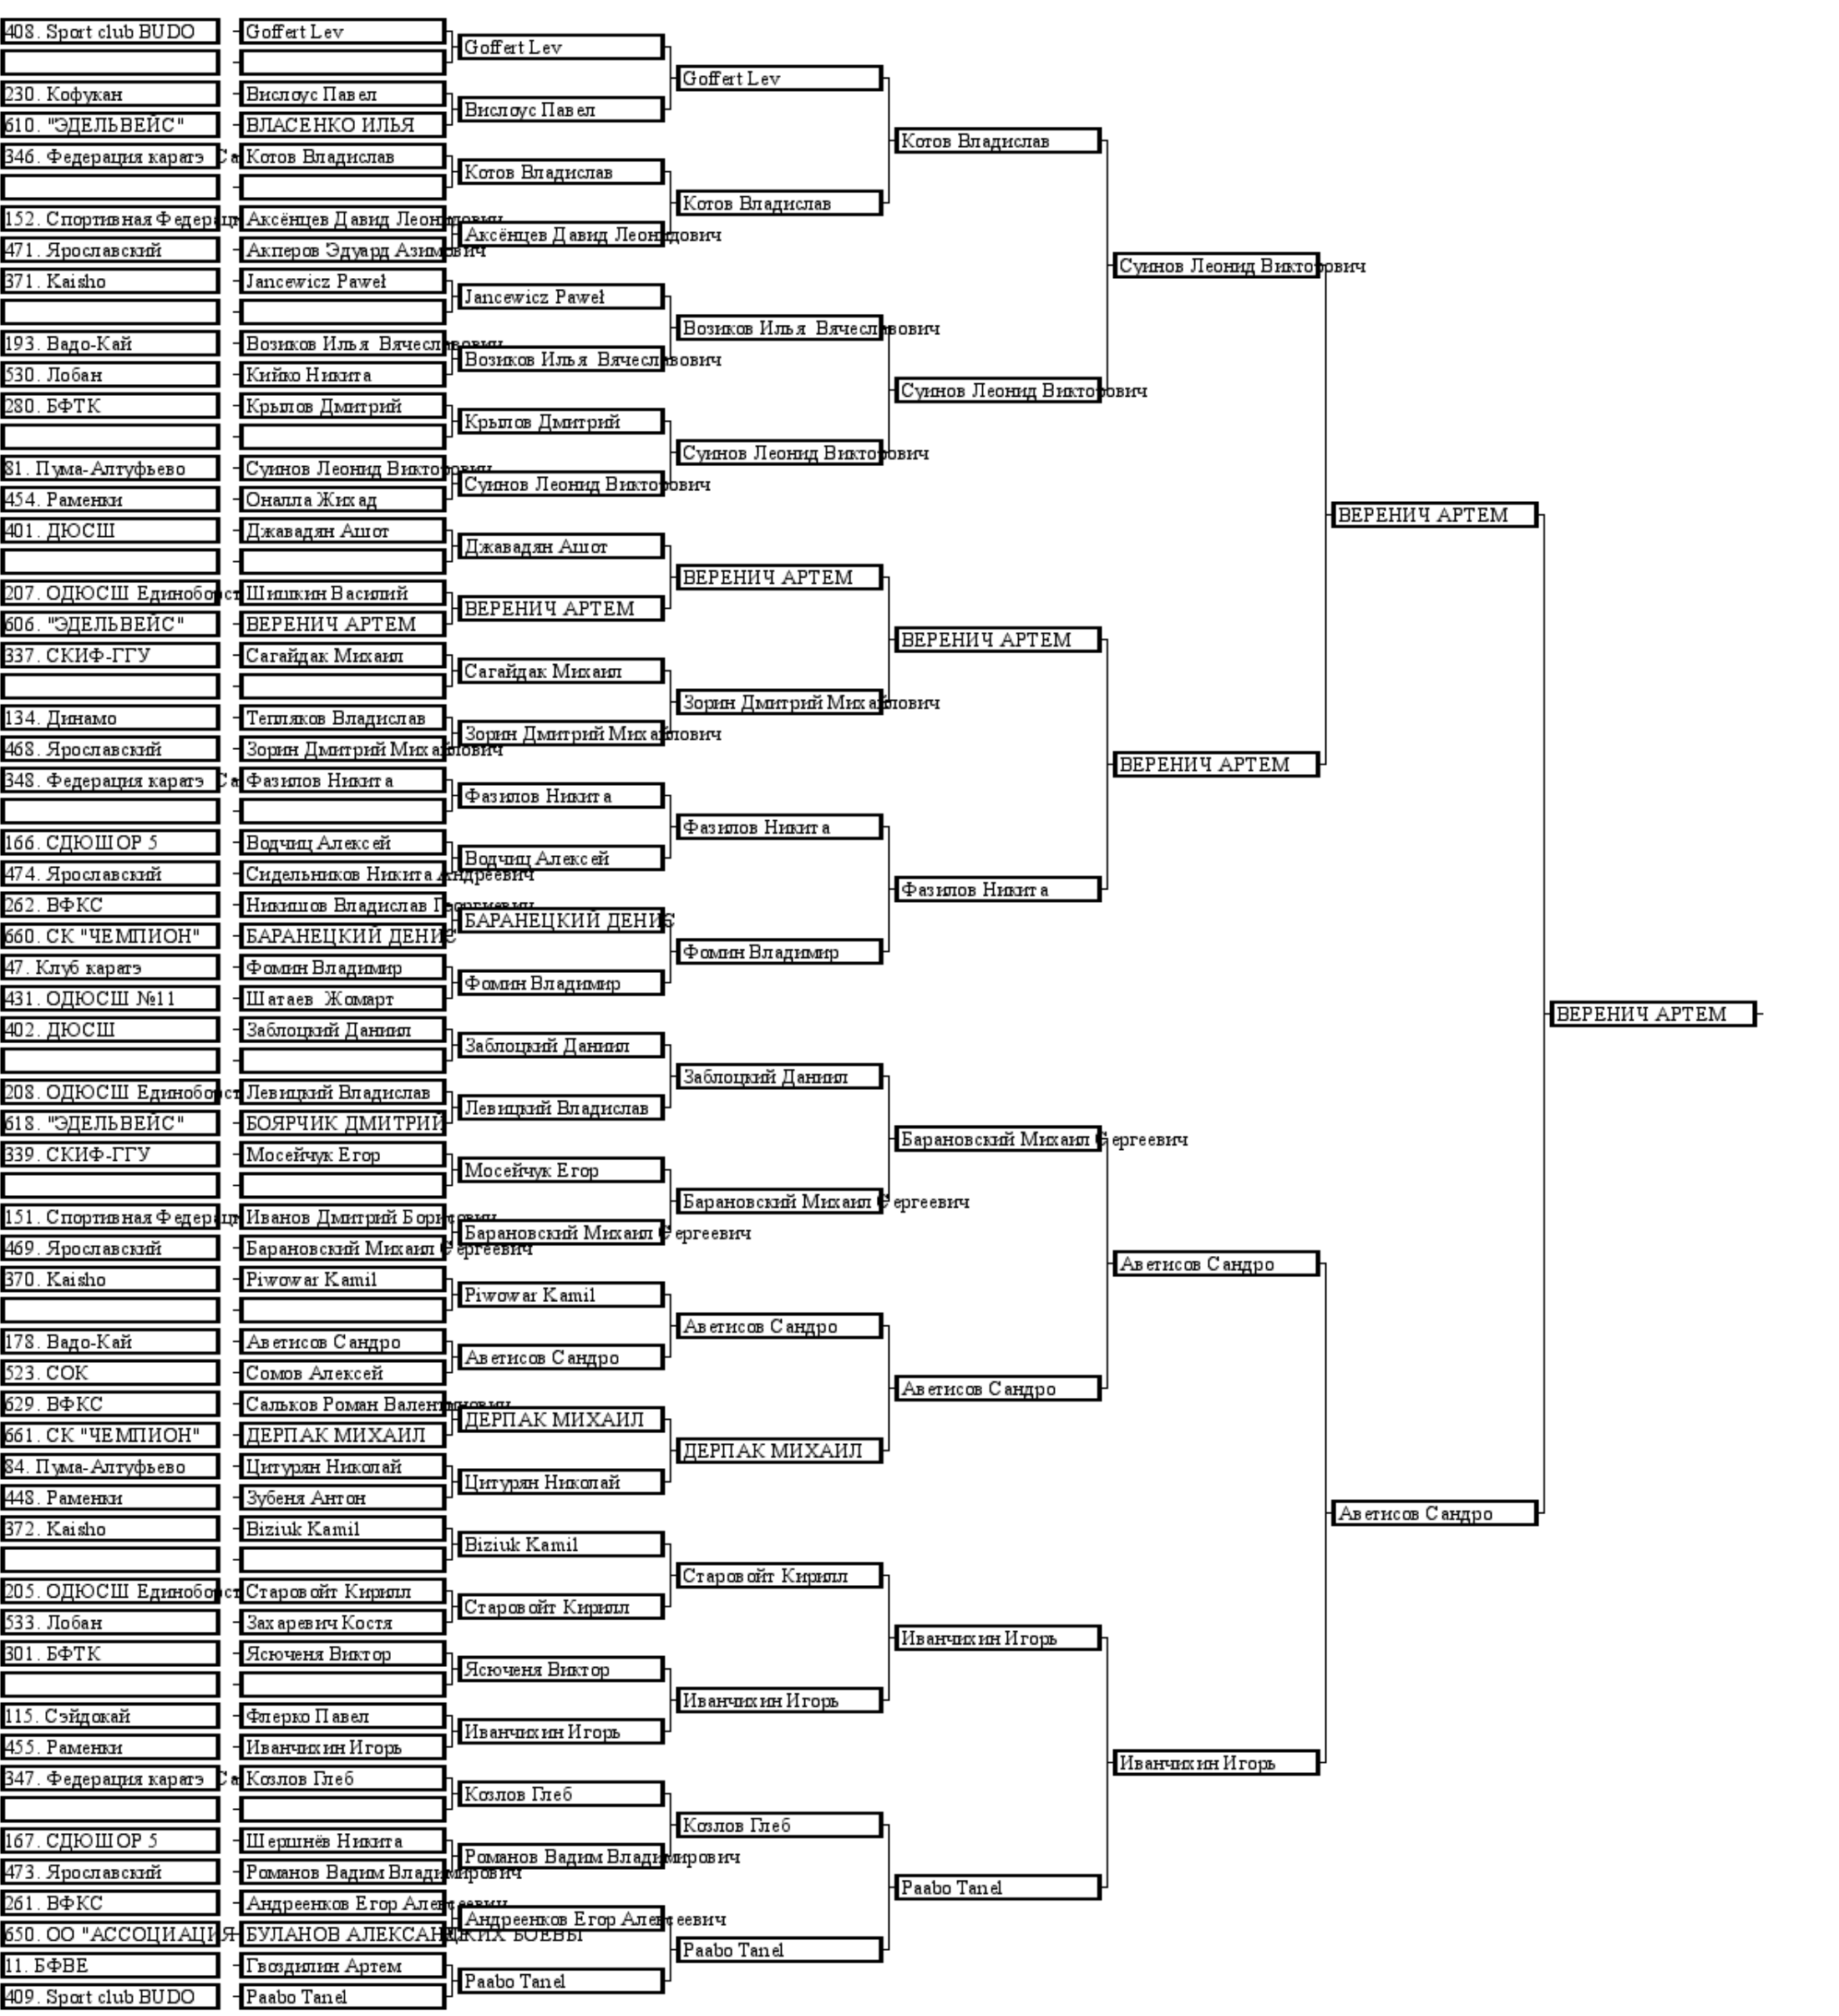 408. Sport club BUDO Goffert Lev
230. Кофукан Вислоус Павел
610. "ЭДЕЛЬВЕЙС" ВЛАСЕНКО ИЛЬЯ
346. Федерация каратэ Са Котов Владислав
152. Спортивная Федерац Аксёнцев Давид Леонидович
471. Ярославский Акперов Эдуард Азимович
371. Kaisho Jancewicz Paweł
193. Вадо-Кай Возиков Илья Вячеславович
530. Лобан Кийко Никита
280. БФТК Крылов Дмитрий
81. Пума-Алтуфьево Суинов Леонид Викторович
454. Раменки Оналла Жихад
401. ДЮСШ Джавадян Ашот
207. ОДЮСШ Единоборст Шишкин Василий
606. "ЭДЕЛЬВЕЙС" ВЕРЕНИЧ АРТЕМ
337. СКИФ-ГГУ Сагайдак Михаил
134. Динамо Тепляков Владислав
468. Ярославский Зорин Дмитрий Михайлович
348. Федерация каратэ Са Фазилов Никита
166. СДЮШОР 5 Водчиц Алексей
474. Ярославский Сидельников Никита Андреевич
262. ВФКС Никишов Владислав Георгиевич
660. СК "ЧЕМПИОН" БАРАНЕЦКИЙ ДЕНИС
47. Клуб каратэ Фомин Владимир
431. ОДЮСШ №11 Шатаев Жомарт
402. ДЮСШ Заблоцкий Даниил
208. ОДЮСШ Единоборст Левицкий Владислав
618. "ЭДЕЛЬВЕЙС" БОЯРЧИК ДМИТРИЙ
339. СКИФ-ГГУ Мосейчук Егор
151. Спортивная Федерац Иванов Дмитрий Борисович
469. Ярославский Барановский Михаил Сергеевич
370. Kaisho Piwowar Kamil
178. Вадо-Кай Аветисов Сандро
523. СОК Сомов Алексей
629. ВФКС Сальков Роман Валентинович
661. СК "ЧЕМПИОН" ДЕРПАК МИХАИЛ
84. Пума-Алтуфьево Цитурян Николай
448. Раменки Зубеня Антон
372. Kaisho Biziuk Kamil
205. ОДЮСШ Единоборст Старовойт Кирилл
533. Лобан Захаревич Костя
301. БФТК Ясюченя Виктор
115. Сэйдокай Флерко Павел
455. Раменки Иванчихин Игорь
347. Федерация каратэ Са Козлов Глеб
167. СДЮШОР 5 Шершнёв Никита
473. Ярославский Романов Вадим Владимирович
261. ВФКС Андреенков Егор Алексеевич
650. ОО "АССОЦИАЦИЯ БУЛАНОВ АЛЕКСАН БОЕВЫ
11. БФВЕ Гвоздилин Артем
409. Sport club BUDO Paabo Tanel
Goffert Lev
Вислоус Павел
Котов Владислав
Аксёнцев Давид Леонидович
Jancewicz Paweł
Возиков Илья Вячеславович
Крылов Дмитрий
Суинов Леонид Викторович
Джавадян Ашот
ВЕРЕНИЧ АРТЕМ
Сагайдак Михаил
Зорин Дмитрий Михайлович
Фазилов Никита
Водчиц Алексей
БАРАНЕЦКИЙ ДЕНИС
Фомин Владимир
Заблоцкий Даниил
Левицкий Владислав
Мосейчук Егор
Барановский Михаил Сергеевич
Piwowar Kamil
Аветисов Сандро
ДЕРПАК МИХАИЛ
Цитурян Николай
Biziuk Kamil
Старовойт Кирилл
Ясюченя Виктор
Иванчихин Игорь
Козлов Глеб
Романов Вадим Владимирович
Андреенков Егор Алексеевич
Paabo Tanel
Goffert Lev
Котов Владислав
Возиков Илья Вячеславович
Суинов Леонид Викторович
ВЕРЕНИЧ АРТЕМ
Зорин Дмитрий Михайлович
Фазилов Никита
Фомин Владимир
Заблоцкий Даниил
Барановский Михаил Сергеевич
Аветисов Сандро
ДЕРПАК МИХАИЛ
Старовойт Кирилл
Иванчихин Игорь
Козлов Глеб
Paabo Tanel
Котов Владислав
Суинов Леонид Викторович
ВЕРЕНИЧ АРТЕМ
Фазилов Никита
Барановский Михаил Сергеевич
Аветисов Сандро
Иванчихин Игорь
Paabo Tanel
Суинов Леонид Викторович
ВЕРЕНИЧ АРТЕМ
Аветисов Сандро
Иванчихин Игорь
ВЕРЕНИЧ АРТЕМ
Аветисов Сандро
ВЕРЕНИЧ АРТЕМ